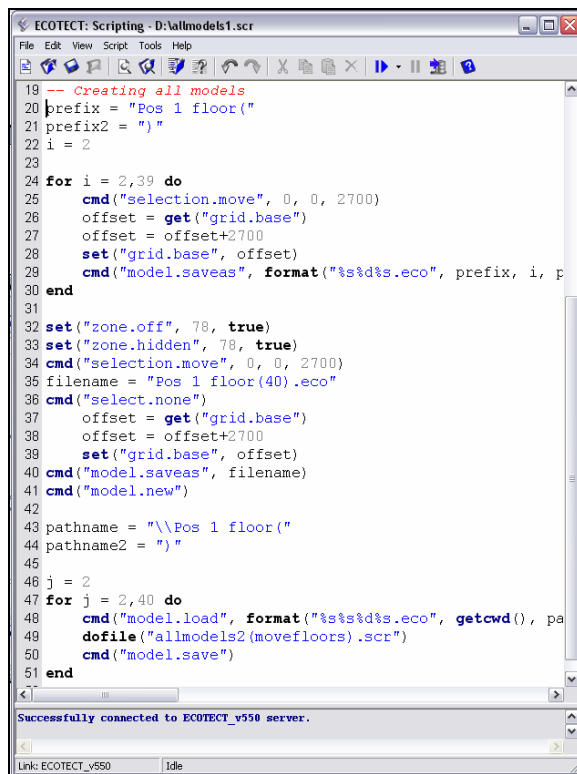 ECOTECT: Scripting - D:\allmodels1.scr
File Edit View Script Tools Help
19 -- Creating all models
20 prefix = "Pos 1 floor("
21 prefix2 = ")"
22 i = 2
23
24 for i = 2,39 do
25 cmd("selection.move", 0, 0, 2700)
26 offset = get("grid.base")
27 offset = offset+2700
28 set("grid.base", offset)
29 cmd("model.saveas", format("%s%d%s.eco", prefix, i, p
30 end
31
32 set("zone.off", 78, true)
33 set("zone.hidden", 78, true)
34 cmd("selection.move", 0, 0, 2700)
35 filename = "Pos 1 floor(40).eco"
36 cmd("select.none")
37 offset = get("grid.base")
38 offset = offset+2700
39 set("grid.base", offset)
40 cmd("model.saveas", filename)
41 cmd("model.new")
42
43 pathname = "\\Pos 1 floor("
44 pathname2 = ")"
45
46 j = 2
47 for j = 2,40 do
48 cmd("model.load", format("%s%s%d%s.eco", getcwd(), pa
49 dofile("allmodels2(movefloors).scr")
50 cmd("model.save")
51 end
Successfully connected to ECOTECT_v550 server.
Link: ECOTECT_v550 Idle